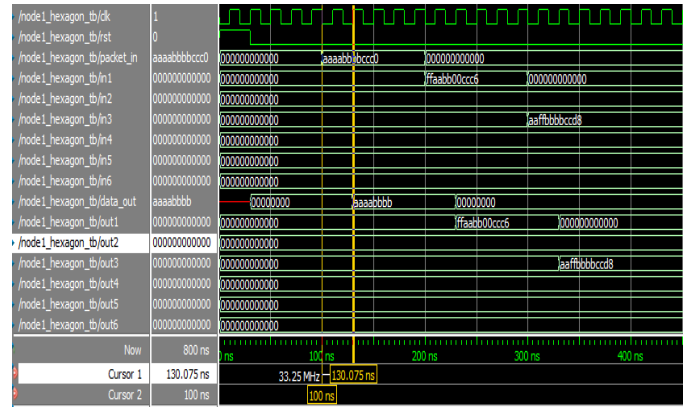 /node1_hexagon_tb/clk 1
/node1_hexagon_tb/rst 0
/node1_hexagon_tb/packet_in aaaabbbbccc0 000000000000 aaaabbbbccc0 000000000000
/node1_hexagon_tb/in1 000000000000 000000000000 ffaabb00ccc6 000000000000
/node1_hexagon_tb/in2 000000000000 000000000000
/node1_hexagon_tb/in3 000000000000 000000000000 aaffbbbbccd8
/node1_hexagon_tb/in4 000000000000 000000000000
/node1_hexagon_tb/in5 000000000000 000000000000
/node1_hexagon_tb/in6 000000000000 000000000000
/node1_hexagon_tb/data_out aaaabbbb 00000000 aaaabbbb 00000000
/node1_hexagon_tb/out1 000000000000 000000000000 ffaabb00ccc6 000000000000
/node1_hexagon_tb/out2 000000000000 000000000000
/node1_hexagon_tb/out3 000000000000 000000000000 aaffbbbbccd8
/node1_hexagon_tb/out4 000000000000 000000000000
/node1_hexagon_tb/out5 000000000000 000000000000
/node1_hexagon_tb/out6 000000000000 000000000000
Now 800 ns ns 100 ns 200 ns 300 ns 400 ns
Cursor 1 130.075 ns 33.25 MHz 130.075 ns
Cursor 2 100 ns 100 ns